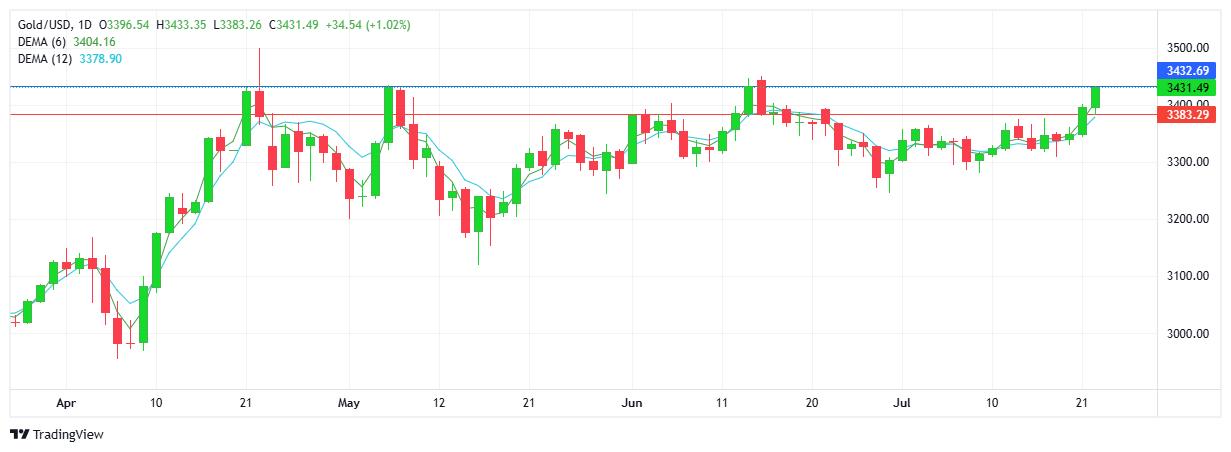 Gold/USD, 1D O3396.54 H3433.35 L3383.26 C3431.49 +34.54 (+1.02%)
DEMA (6) 3404.16
DEMA (12) 3378.90
3500.00
3432.69
3431.49
3400.00
3383.29
3300.00
3200.00
3100.00
3000.00
Apr 10 21 May 12 21 Jun 11 20 Jul 10 21
TradingView